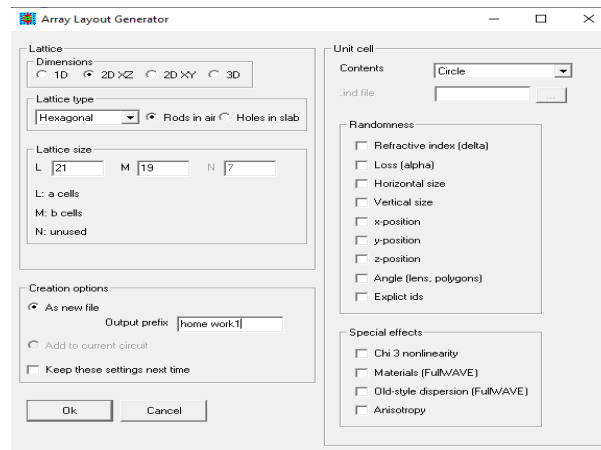 Array Layout Generator
Lattice
Dimensions
1D 2D XZ 2D XY 3D
Lattice type
Hexagonal Rods in air Holes in slab
Lattice size
L 21 M 19 N 7
L: a cells
M: b cells
N: unused
Creation options
As new file
Output prefix home work1
Add to current circuit
Keep these settings next time
Ok Cancel
Unit cell
Contents Circle
.ind file ...
Randomness
Refractive index (delta)
Loss (alpha)
Horizontal size
Vertical size
x-position
y-position
z-position
Angle (lens, polygons)
Explict ids
Special effects
Chi 3 nonlinearity
Materials (FullWAVE)
Old-style dispersion (FullWAVE)
Anisotropy